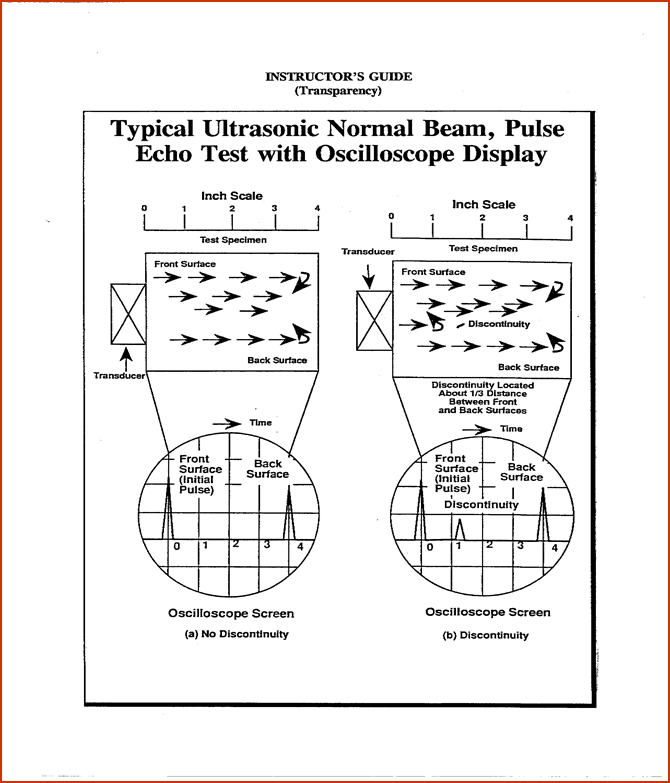 INSTRUCTOR'S GUIDE
(Transparency)
Typical Ultrasonic Normal Beam, Pulse
Echo Test with Oscilloscope Display
Inch Scale
0 1 2 3 4
Test Specimen
Front Surface
Back Surface
Transducer
Time
Front
Surface
(Initial
Pulse)
Back
Surface
0 1 2 3 4
Oscilloscope Screen
(a) No Discontinuity
Inch Scale
0 1 2 3 4
Test Specimen
Transducer
Front Surface
Discontinuity
Back Surface
Discontinuity Located
About 1/3 Distance
Between Front
and Back Surfaces
Time
Front
Surface
(Initial
Pulse)
Back
Surface
Discontinuity
0 1 2 3 4
Oscilloscope Screen
(b) Discontinuity